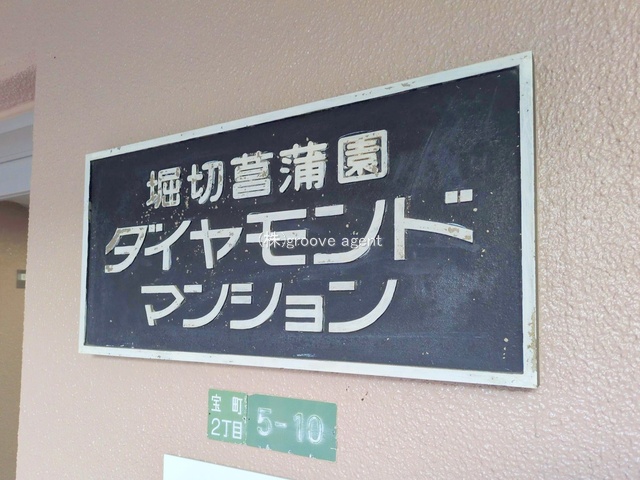 堀切菖蒲園
ダイヤモンド
(株)groove agent
マンション
宝町
2丁目
5-10